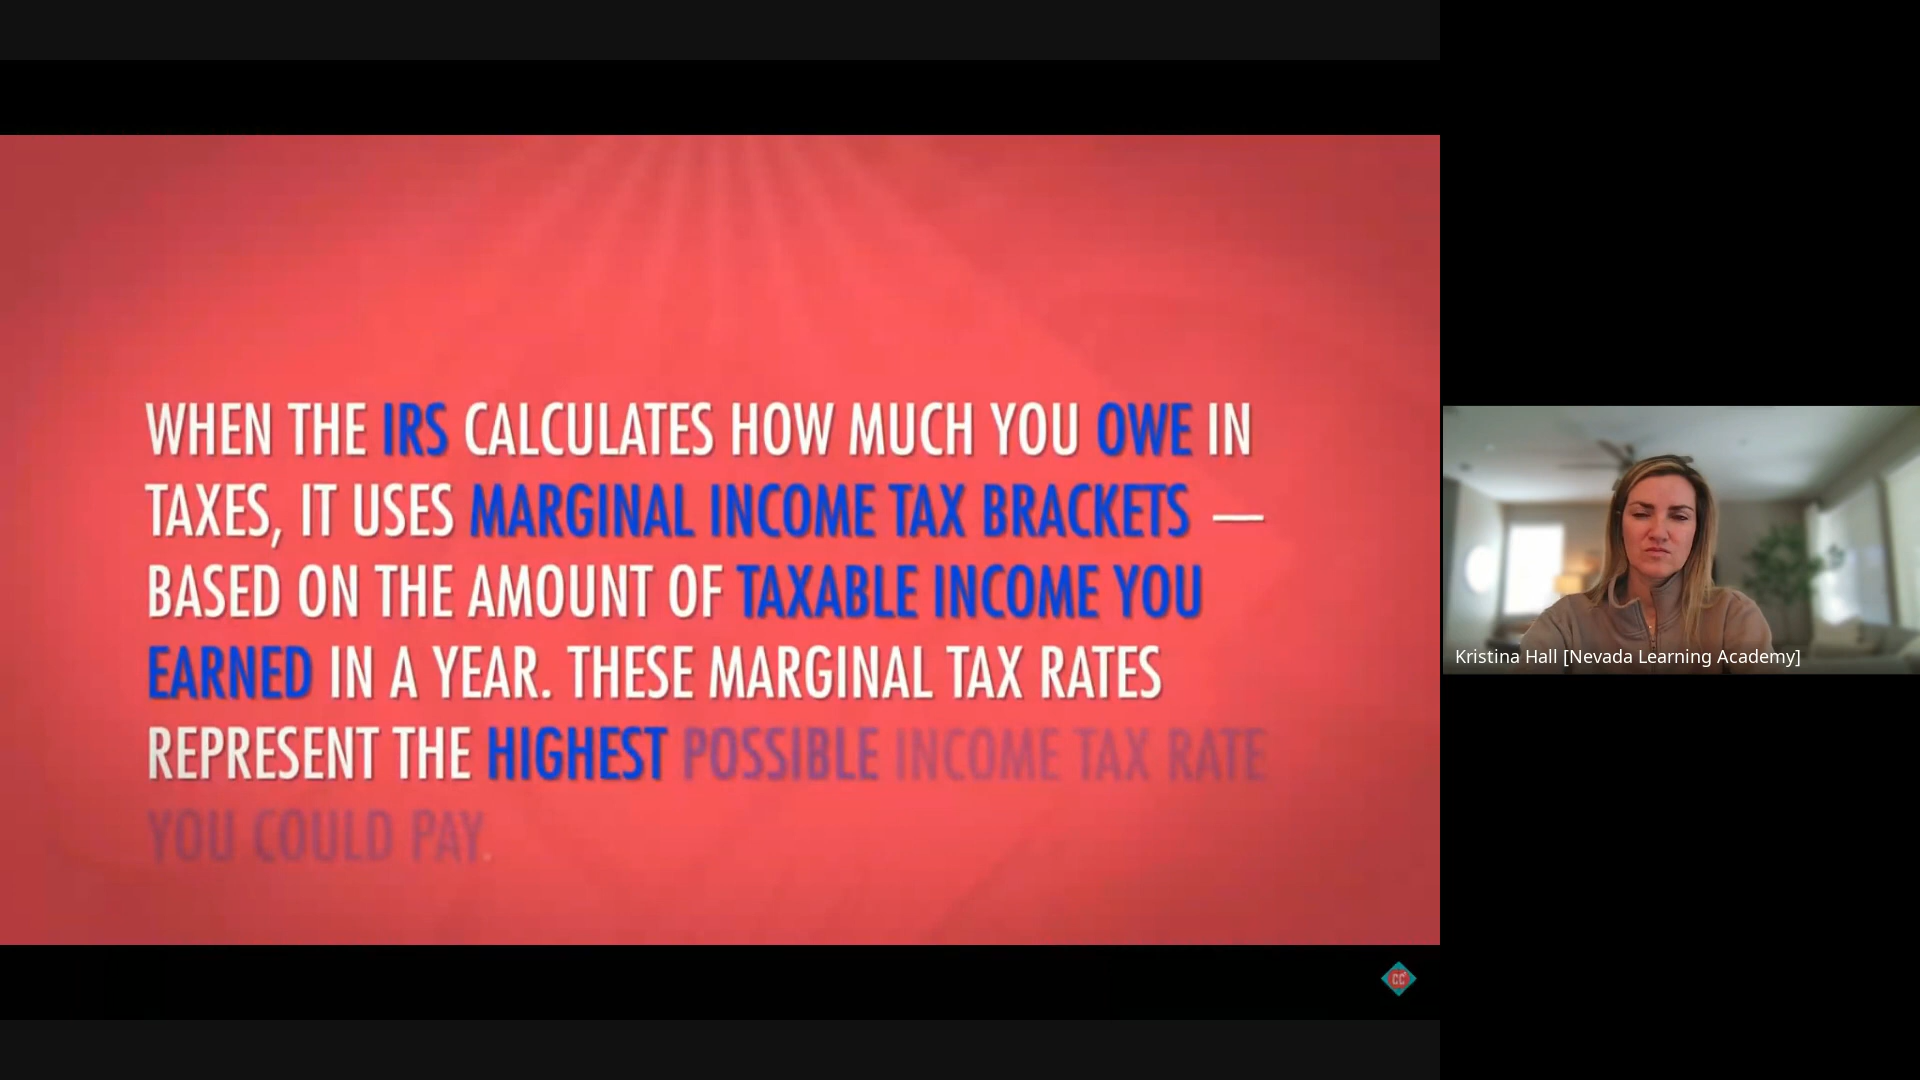 WHEN THE IRS CALCULATES HOW MUCH YOU OWE IN
TAXES, IT USES MARGINAL INCOME TAX BRACKETS —
BASED ON THE AMOUNT OF TAXABLE INCOME YOU
EARNED IN A YEAR. THESE MARGINAL TAX RATES
REPRESENT THE HIGHEST POSSIBLE INCOME TAX RATE
YOU COULD PAY.
Kristina Hall [Nevada Learning Academy]
CC